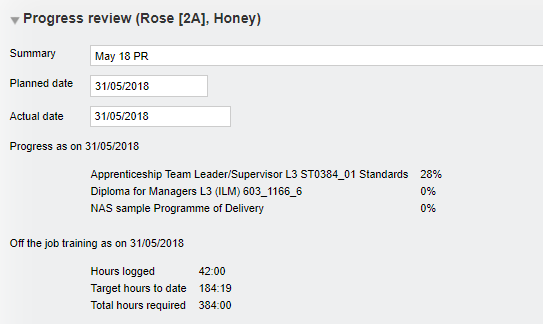 Progress review (Rose [2A], Honey)
Summary May 18 PR
Planned date 31/05/2018
Actual date 31/05/2018
Progress as on 31/05/2018
Apprenticeship Team Leader/Supervisor L3 ST0384_01 Standards 28%
Diploma for Managers L3 (ILM) 603_1166_6 0%
NAS sample Programme of Delivery 0%
Off the job training as on 31/05/2018
Hours logged 42:00
Target hours to date 184:19
Total hours required 384:00